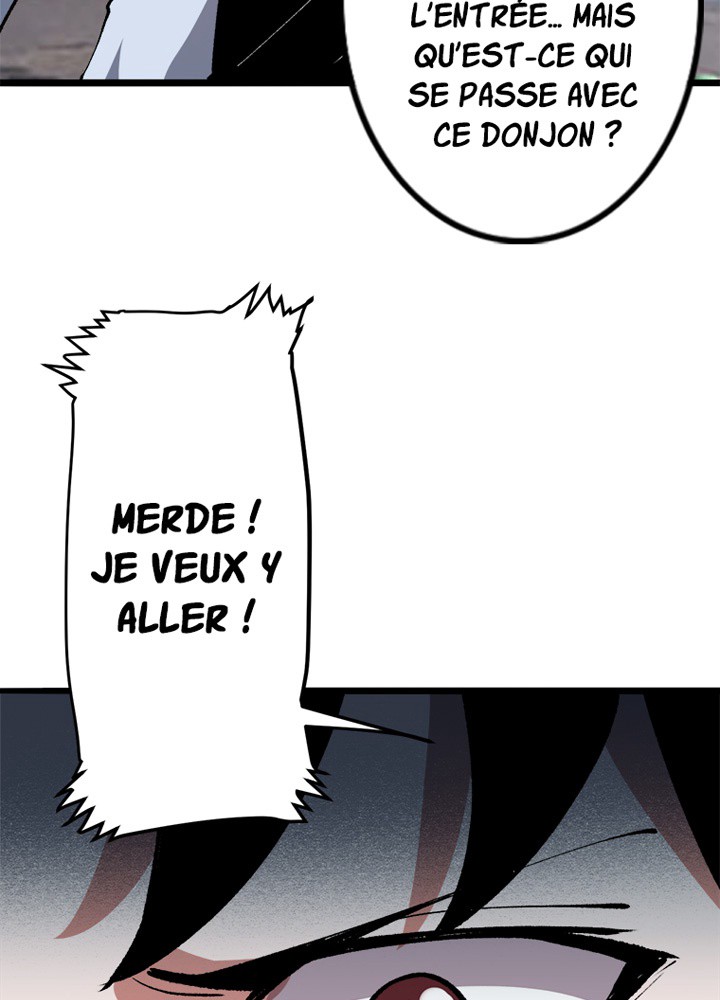 L'ENTRÉE... MAIS
QU'EST-CE QUI
SE PASSE AVEC
CE DONJON ?
MERDE !
JE VEUX Y
ALLER !